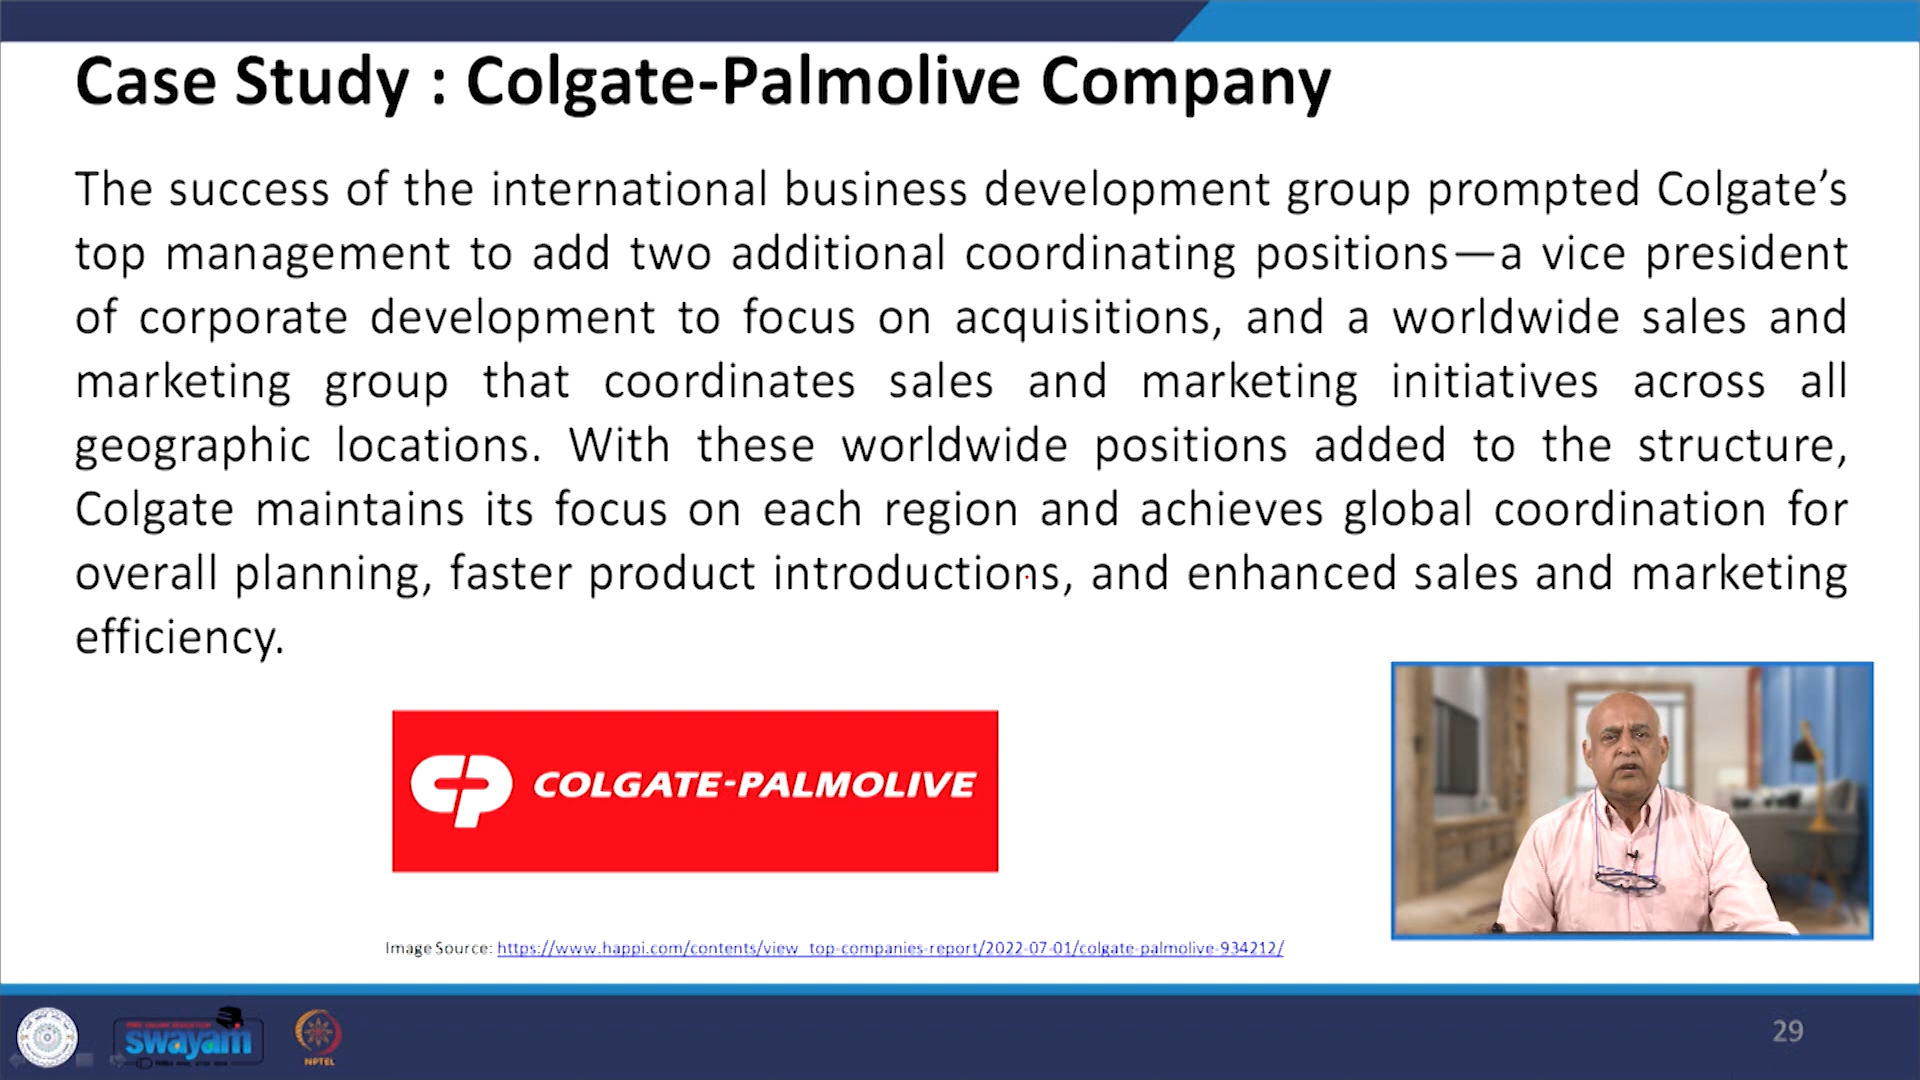 Case Study : Colgate-Palmolive Company
The success of the international business development group prompted Colgate’s
top management to add two additional coordinating positions—a vice president
of corporate development to focus on acquisitions, and a worldwide sales and
marketing group that coordinates sales and marketing initiatives across all
geographic locations. With these worldwide positions added to the structure,
Colgate maintains its focus on each region and achieves global coordination for
overall planning, faster product introductions, and enhanced sales and marketing
efficiency.
CP COLGATE-PALMOLIVE
Image Source: https://www.happi.com/contents/view_top-companies-report/2022-07-01/colgate-palmolive-934212/
swayam
NPTEL
29